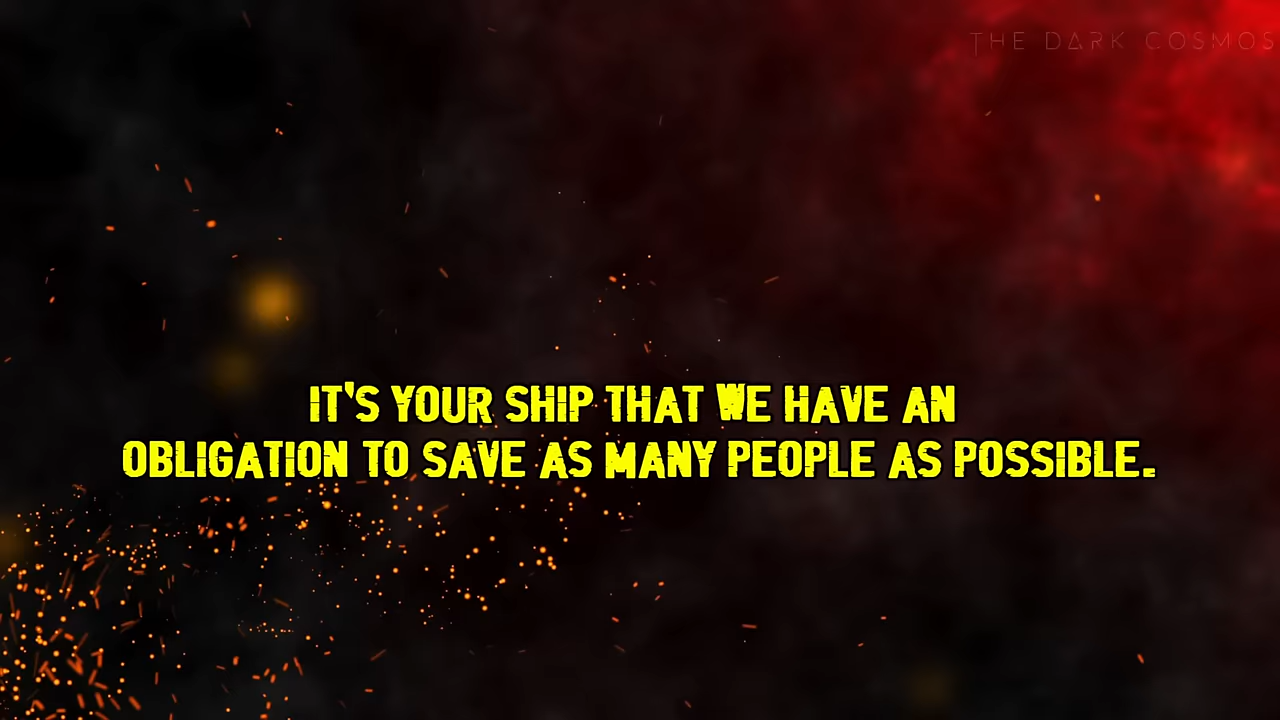 THE DARK COSMOS
IT'S YOUR SHIP THAT WE HAVE AN
OBLIGATION TO SAVE AS MANY PEOPLE AS POSSIBLE.